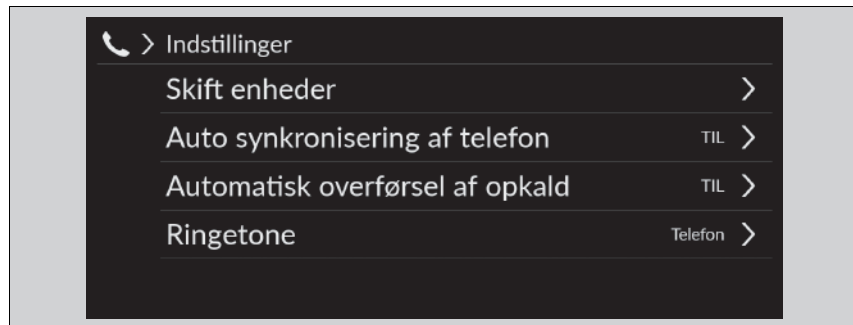 Indstillinger
Skift enheder
Auto synkronisering af telefon TIL
Automatisk overførsel af opkald TIL
Ringetone Telefon